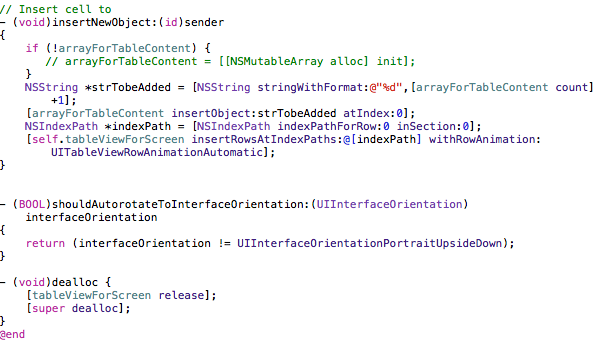 // Insert cell to
- (void)insertNewObject:(id)sender
{
    if (!arrayForTableContent) {
        // arrayForTableContent = [[NSMutableArray alloc] init];
    }
    NSString *strTobeAdded = [NSString stringWithFormat:@"%d",[arrayForTableContent count]
        +1];
    [arrayForTableContent insertObject:strTobeAdded atIndex:0];
    NSIndexPath *indexPath = [NSIndexPath indexPathForRow:0 inSection:0];
    [self.tableViewForScreen insertRowsAtIndexPaths:@[indexPath] withRowAnimation:
        UITableViewRowAnimationAutomatic];
}
- (BOOL)shouldAutorotateToInterfaceOrientation:(UIInterfaceOrientation)
    interfaceOrientation
{
    return (interfaceOrientation != UIInterfaceOrientationPortraitUpsideDown);
}
- (void)dealloc {
    [tableViewForScreen release];
    [super dealloc];
}
@end